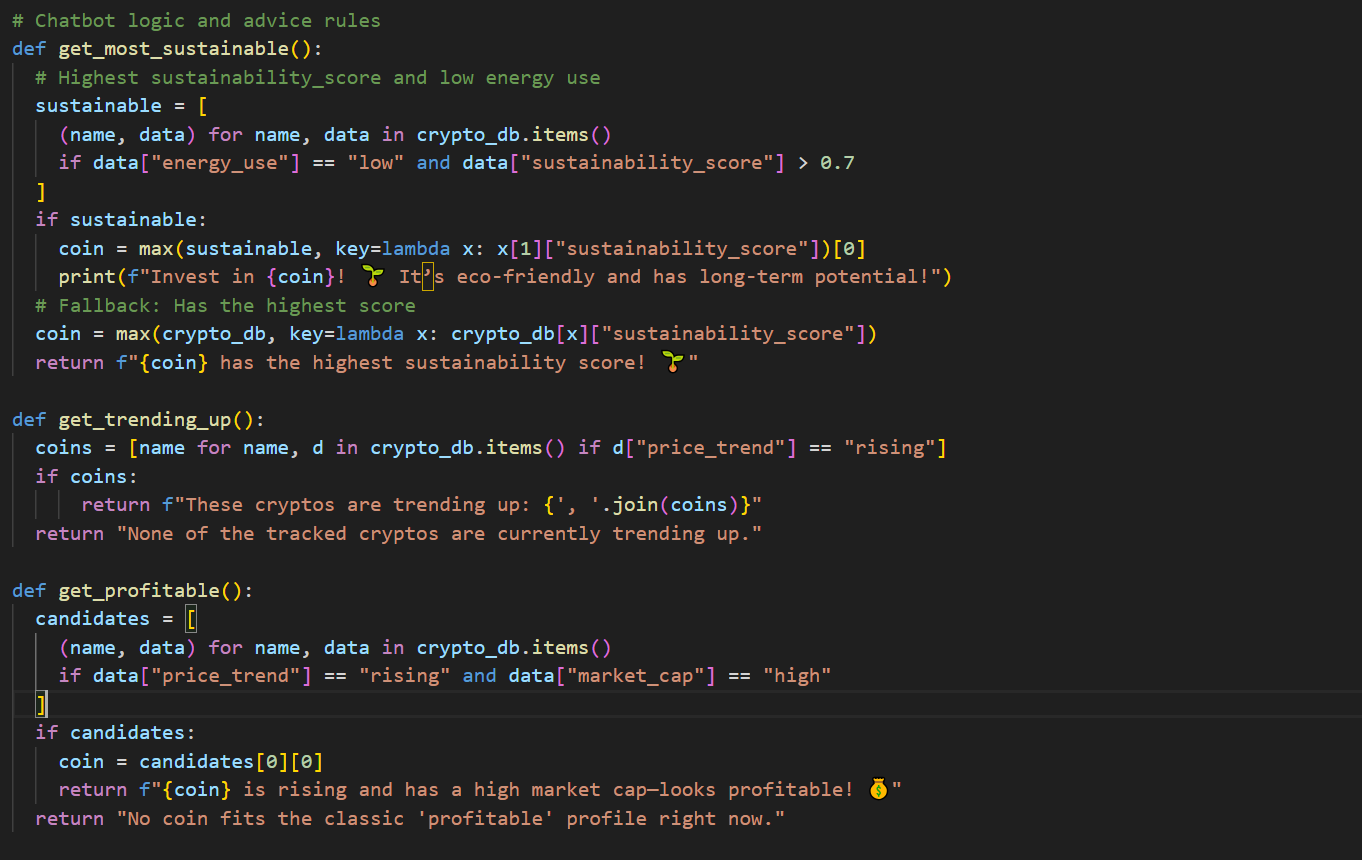 # Chatbot logic and advice rules
def get_most_sustainable():
  # Highest sustainability_score and low energy use
  sustainable = [
    (name, data) for name, data in crypto_db.items()
    if data["energy_use"] == "low" and data["sustainability_score"] > 0.7
  ]
  if sustainable:
    coin = max(sustainable, key=lambda x: x[1]["sustainability_score"])[0]
    print(f"Invest in {coin}! 🌱 It’s eco-friendly and has long-term potential!")
  # Fallback: Has the highest score
  coin = max(crypto_db, key=lambda x: crypto_db[x]["sustainability_score"])
  return f"{coin} has the highest sustainability score! 🌱"

def get_trending_up():
  coins = [name for name, d in crypto_db.items() if d["price_trend"] == "rising"]
  if coins:
      return f"These cryptos are trending up: {', '.join(coins)}"
  return "None of the tracked cryptos are currently trending up."

def get_profitable():
  candidates = [
    (name, data) for name, data in crypto_db.items()
    if data["price_trend"] == "rising" and data["market_cap"] == "high"
  ]
  if candidates:
    coin = candidates[0][0]
    return f"{coin} is rising and has a high market cap—looks profitable! 💰"
  return "No coin fits the classic 'profitable' profile right now."